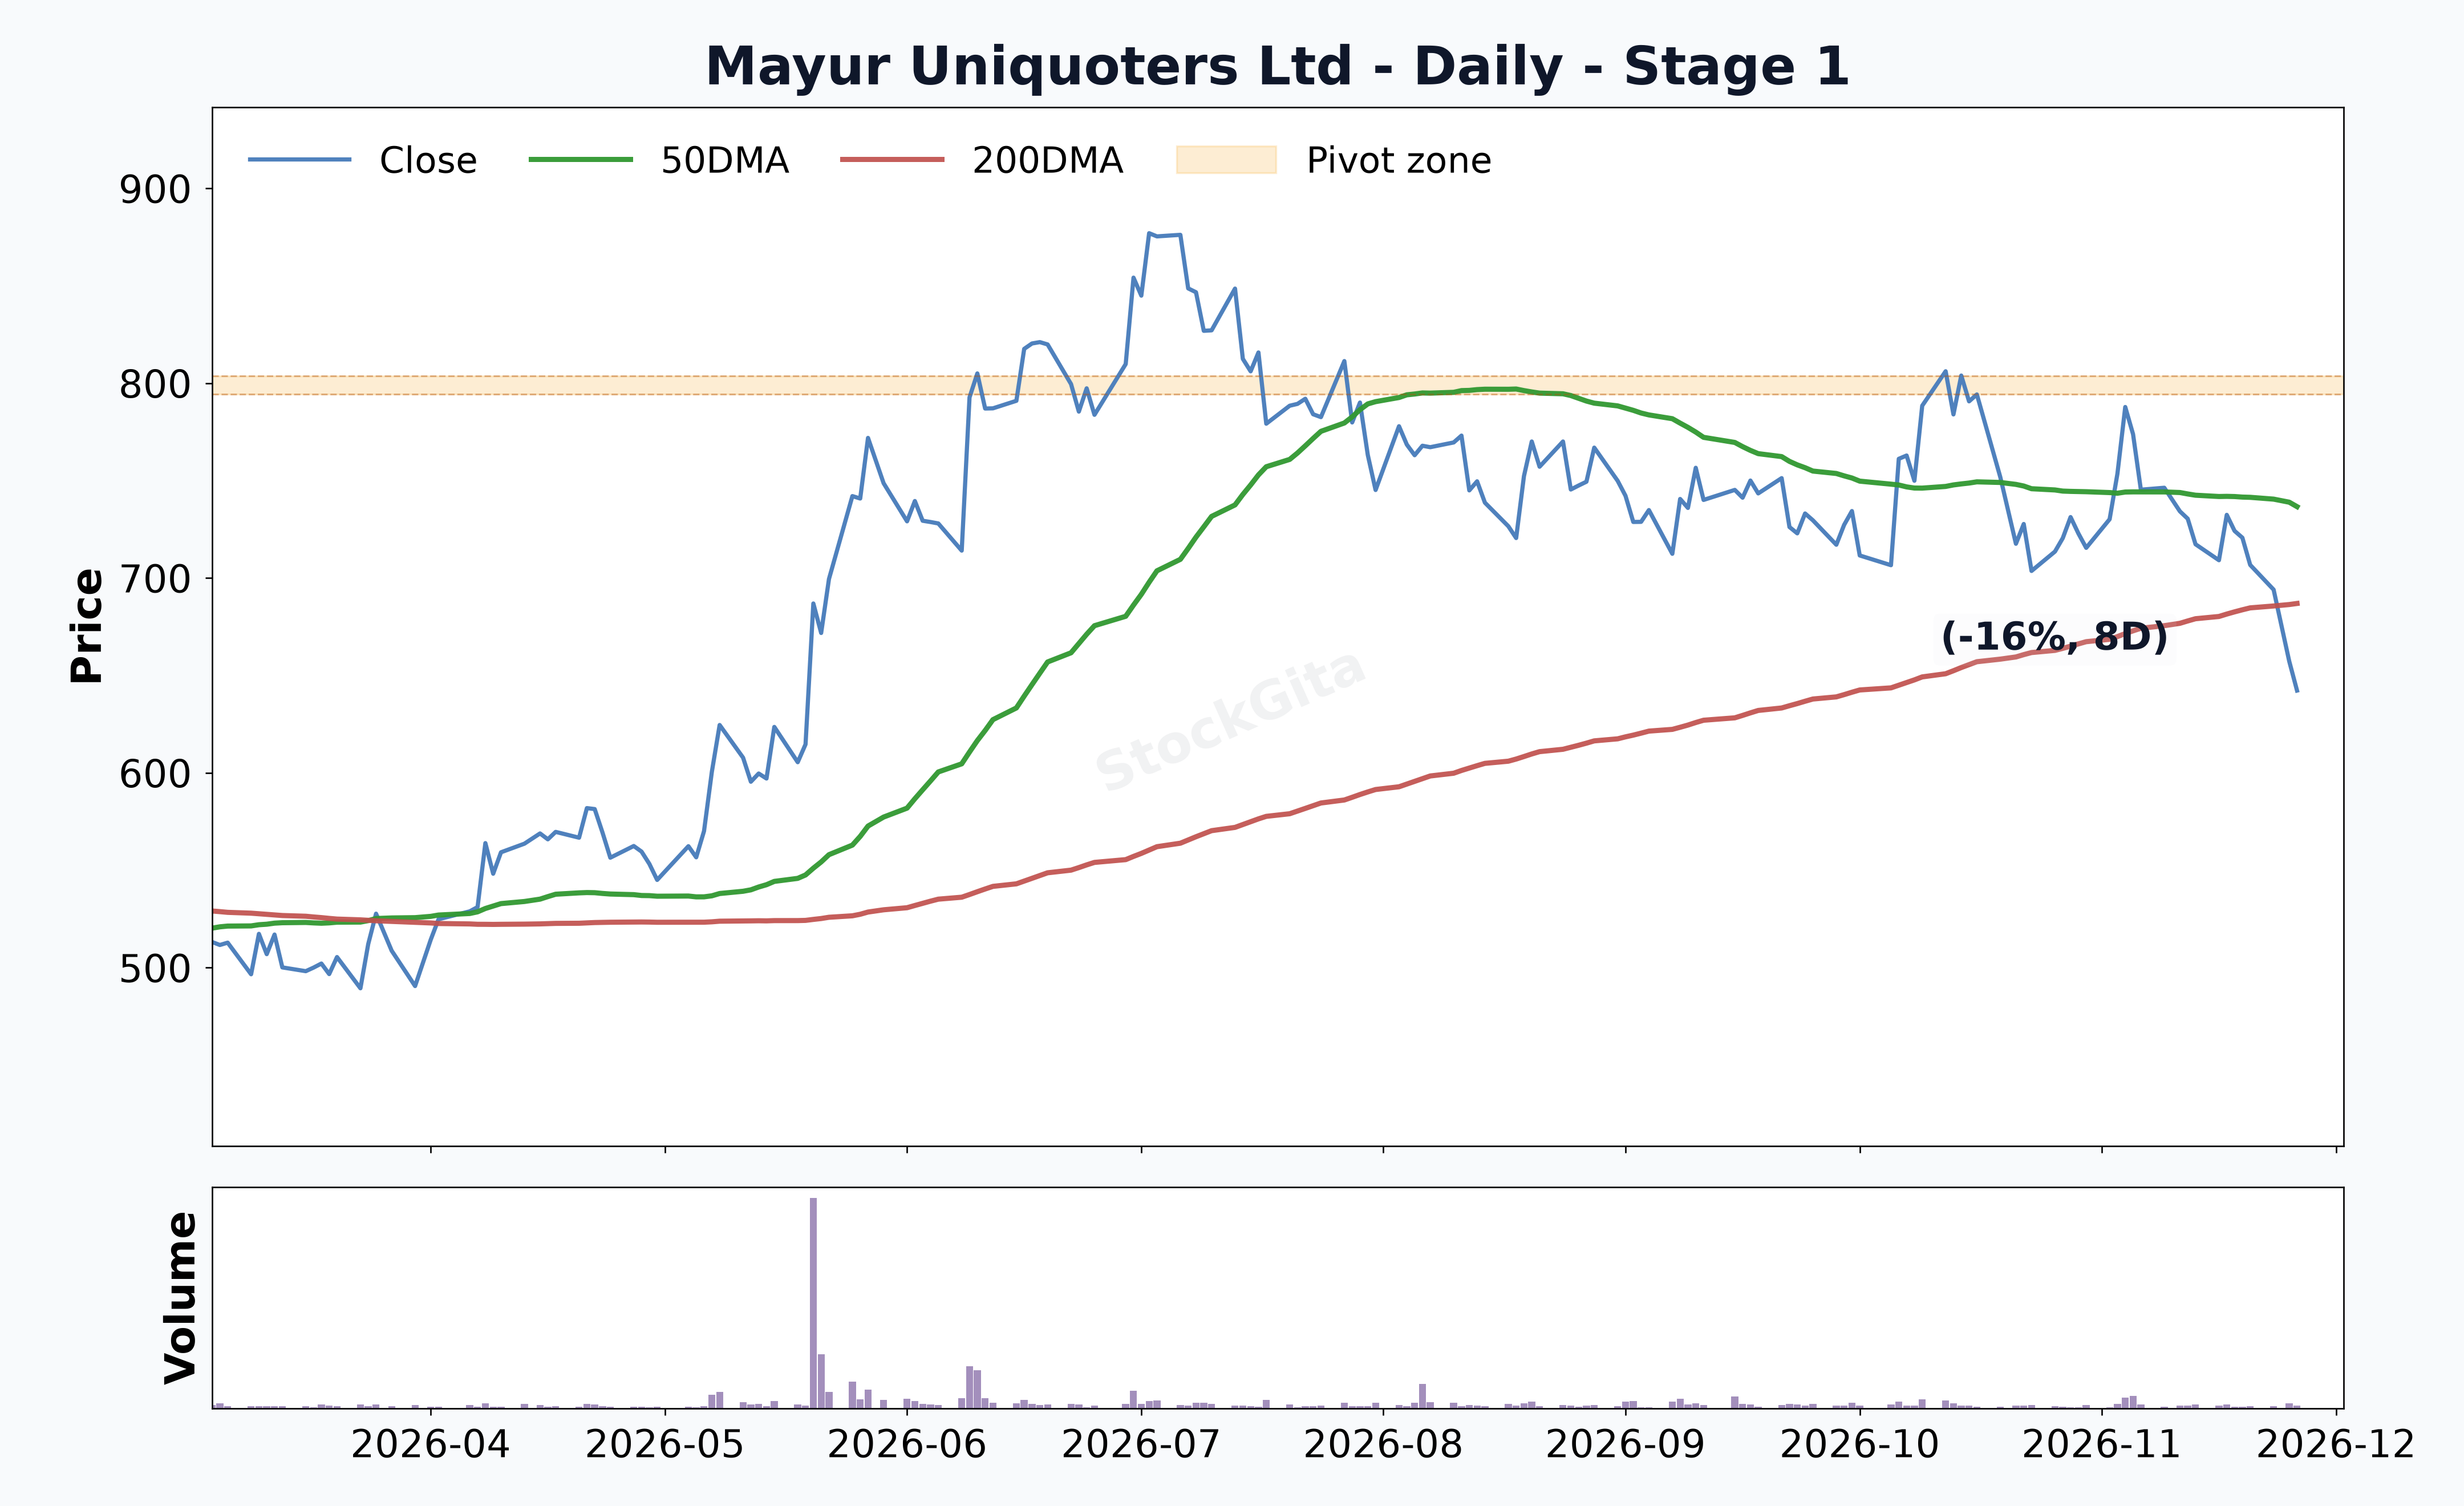 Mayur Uniquoters Ltd - Daily - Stage 1
Close 50DMA 200DMA Pivot zone
900
800
700
600
500
Price
(-16%, 8D)
StockGita
Volume
2026-04 2026-05 2026-06 2026-07 2026-08 2026-09 2026-10 2026-11 2026-12